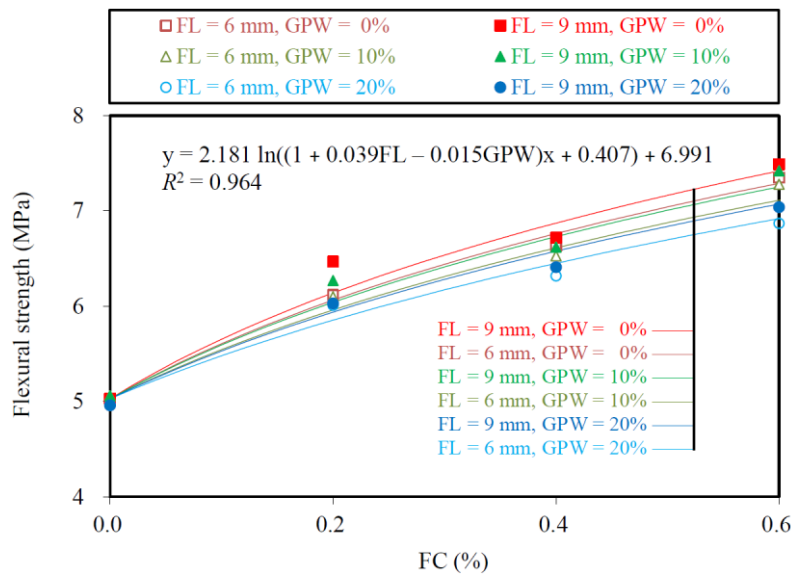 FL = 6 mm, GPW = 0% FL = 9 mm, GPW = 0%
FL = 6 mm, GPW = 10% FL = 9 mm, GPW = 10%
FL = 6 mm, GPW = 20% FL = 9 mm, GPW = 20%
8
y = 2.181 ln((1 + 0.039FL – 0.015GPW)x + 0.407) + 6.991
R² = 0.964
7
Flexural strength (MPa)
6
FL = 9 mm, GPW = 0%
FL = 6 mm, GPW = 0%
FL = 9 mm, GPW = 10%
5
FL = 6 mm, GPW = 10%
FL = 9 mm, GPW = 20%
FL = 6 mm, GPW = 20%
4
0.0 0.2 0.4 0.6
FC (%)